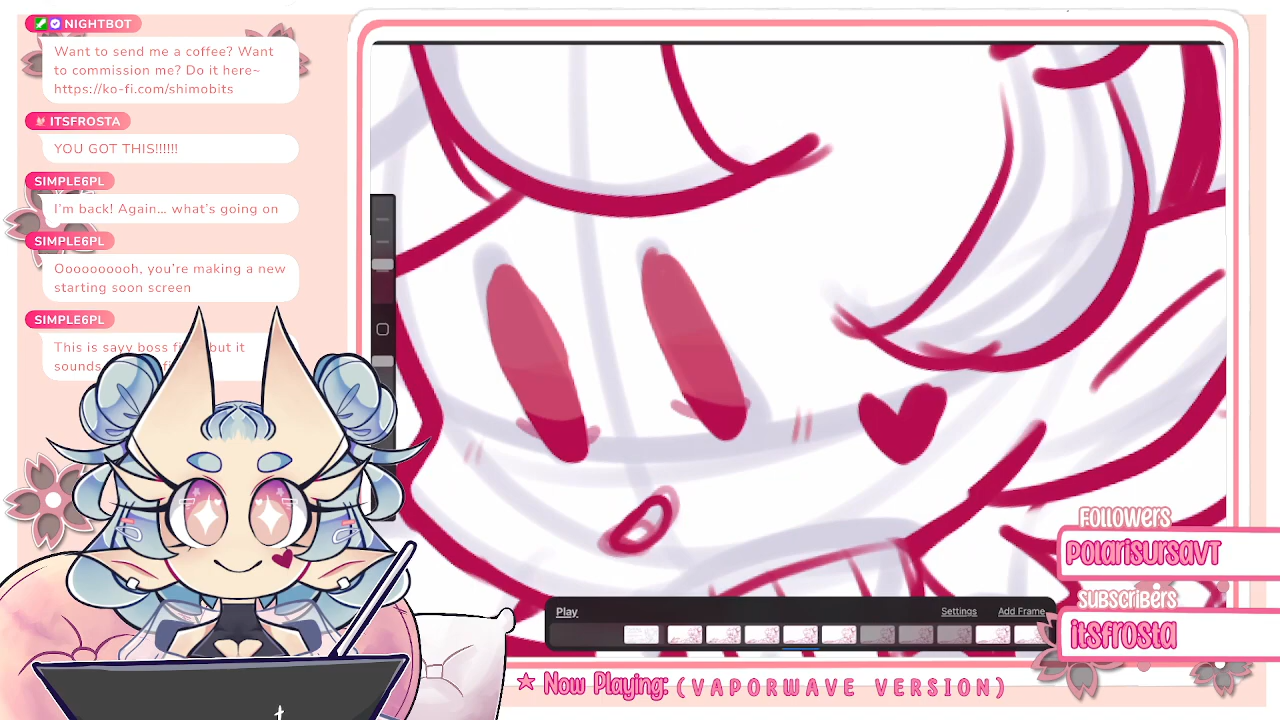 NIGHTBOT
Want to send me a coffee? Want
to commission me? Do it here~
https://ko-fi.com/shimobits
ITSFROSTA
YOU GOT THIS!!!!!!
SIMPLE6PL
I'm back! Again... what's going on
SIMPLE6PL
Ooooooooooh, you're making a new
starting soon screen
SIMPLE6PL
This is sayy boss but it
sounds
Play
Settings
Add Frame
Followers
polarisursavt
Subscribers
itsfrosta
★ Now Playing: (VAPORWAVE VERSION)